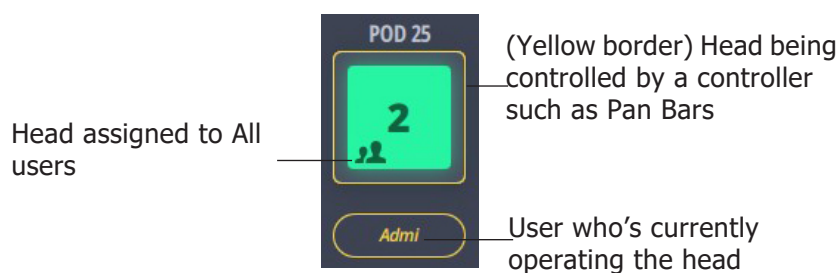 POD 25
2
Admi
(Yellow border) Head being
controlled by a controller
such as Pan Bars
Head assigned to All
users
User who's currently
operating the head